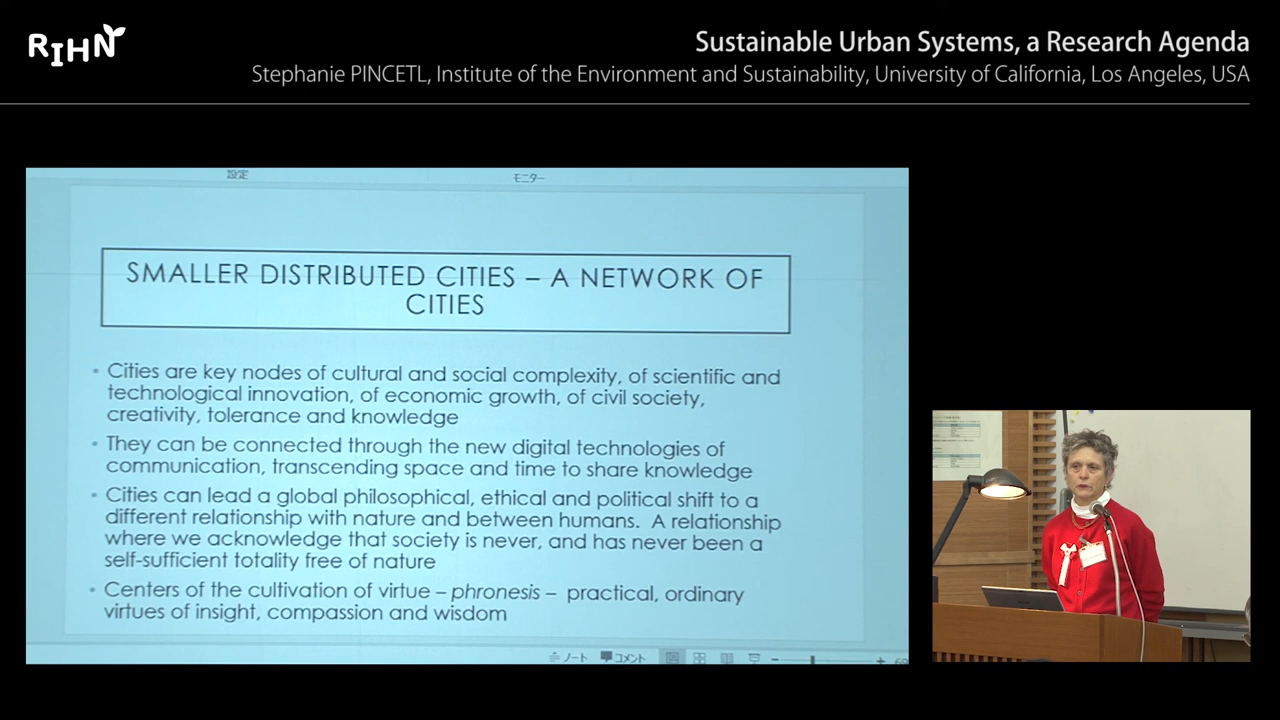 RIHN
Sustainable Urban Systems, a Research Agenda
Stephanie PINCETL, Institute of the Environment and Sustainability, University of California, Los Angeles, USA
設定
モニター
SMALLER DISTRIBUTED CITIES – A NETWORK OF
CITIES
• Cities are key nodes of cultural and social complexity, of scientific and
technological innovation, of economic growth, of civil society,
creativity, tolerance and knowledge
• They can be connected through the new digital technologies of
communication, transcending space and time to share knowledge
• Cities can lead a global philosophical, ethical and political shift to a
different relationship with nature and between humans. A relationship
where we acknowledge that society is never, and has never been a
self-sufficient totality free of nature
• Centers of the cultivation of virtue – phronesis – practical, ordinary
virtues of insight, compassion and wisdom
ノート
コメント